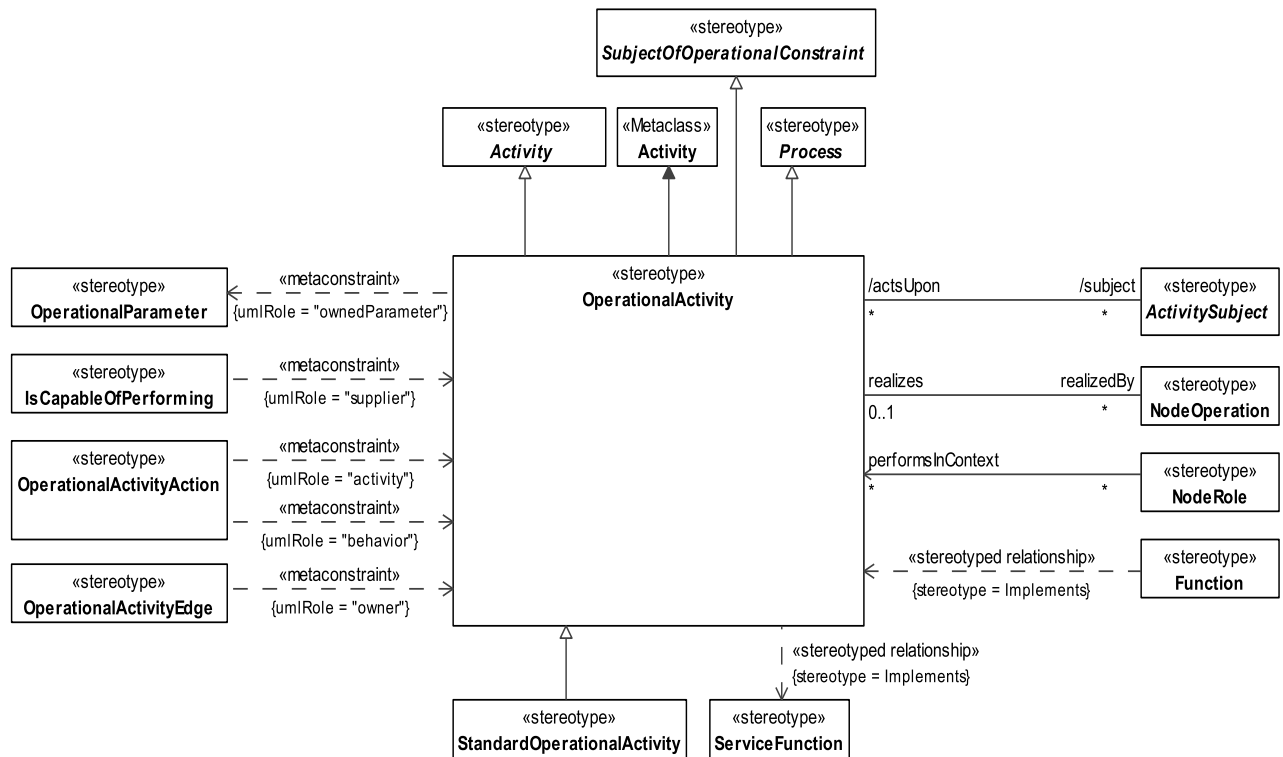 «stereotype»
SubjectOfOperationalConstraint
«stereotype»
Activity
«Metaclass»
Activity
«stereotype»
Process
«stereotype»
OperationalActivity
«stereotype»
OperationalParameter
«metaconstraint»
{umlRole = "ownedParameter"}
«stereotype»
IsCapableOfPerforming
«metaconstraint»
{umlRole = "supplier"}
«stereotype»
OperationalActivityAction
«metaconstraint»
{umlRole = "activity"}
«metaconstraint»
{umlRole = "behavior"}
«stereotype»
OperationalActivityEdge
«metaconstraint»
{umlRole = "owner"}
/actsUpon
*
/subject
*
«stereotype»
ActivitySubject
realizes
0..1
realizedBy
*
«stereotype»
NodeOperation
performsInContext
*
*
«stereotype»
NodeRole
«stereotyped relationship»
{stereotype = Implements}
«stereotype»
Function
«stereotyped relationship»
{stereotype = Implements}
«stereotype»
StandardOperationalActivity
«stereotype»
ServiceFunction